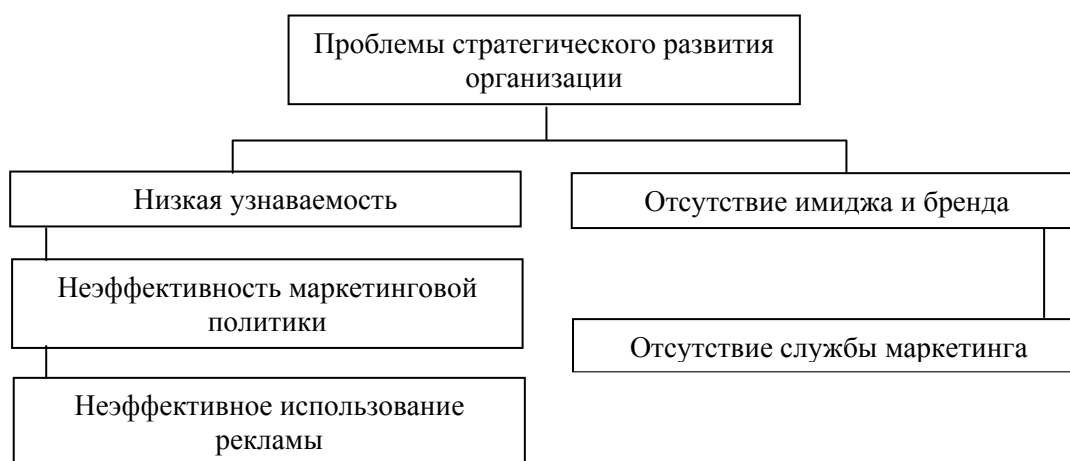 Проблемы стратегического развития
организации
Низкая узнаваемость
Отсутствие имиджа и бренда
Неэффективность маркетинговой
политики
Отсутствие службы маркетинга
Неэффективное использование
рекламы